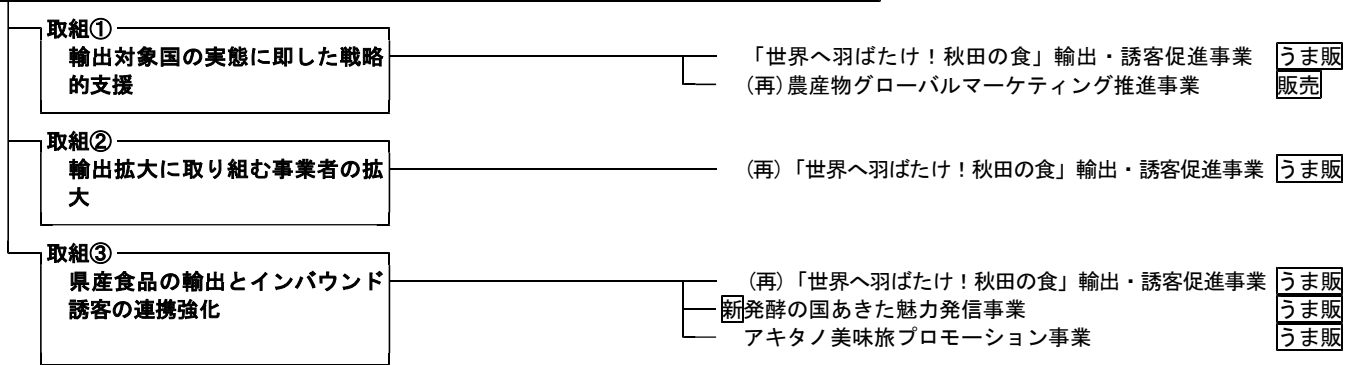 取組①
輸出対象国の実態に即した戦略 「世界へ羽ばたけ！秋田の食」輸出・誘客促進事業 うま販
的支援 (再)農産物グローバルマーケティング推進事業 販売
取組②
輸出拡大に取り組む事業者の拡 (再)「世界へ羽ばたけ！秋田の食」輸出・誘客促進事業 うま販
大
取組③
県産食品の輸出とインバウンド (再)「世界へ羽ばたけ！秋田の食」輸出・誘客促進事業 うま販
誘客の連携強化 新発酵の国あきた魅力発信事業 うま販
アキタノ美味旅プロモーション事業 うま販